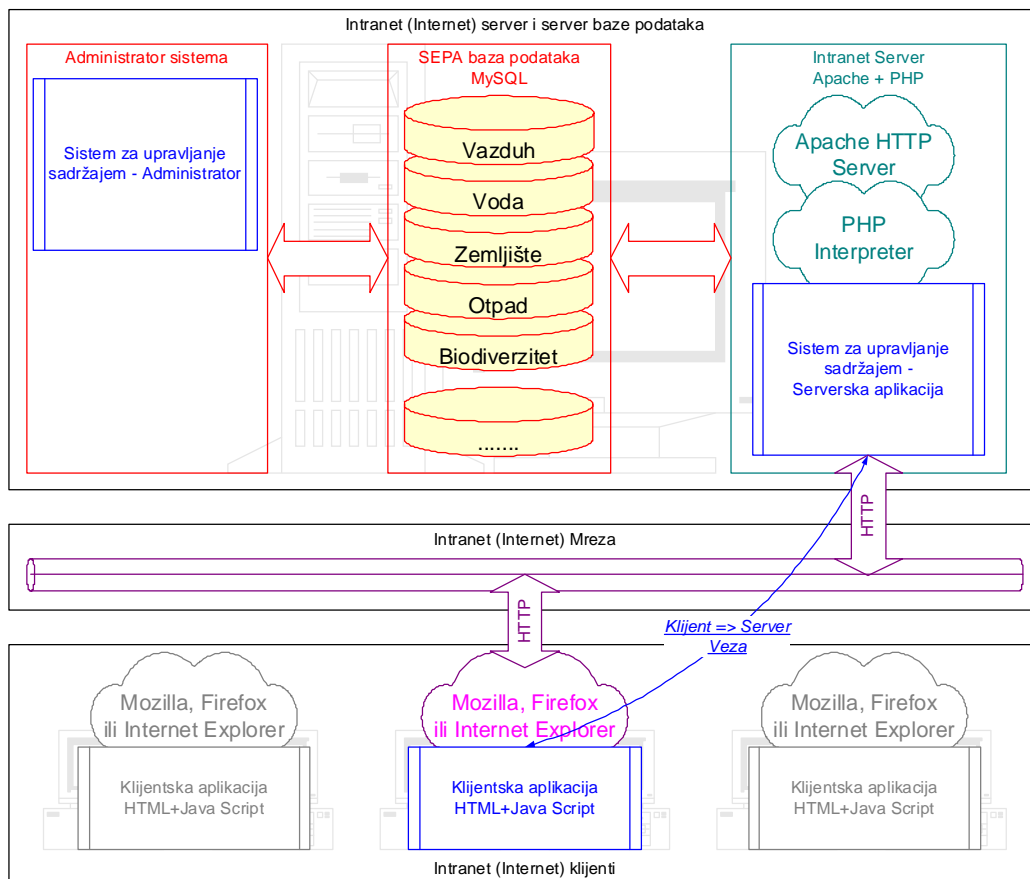 Intranet (Internet) server i server baze podataka
Administrator sistema
Sistem za upravljanje
sadržajem - Administrator
SEPA baza podataka
MySQL
Vazduh
Voda
Zemljište
Otpad
Biodiverzitet
.......
Intranet Server
Apache + PHP
Apache HTTP
Server
PHP
Interpreter
Sistem za upravljanje
sadržajem -
Serverska aplikacija
HTTP
Intranet (Internet) Mreza
HTTP
Klijent => Server
Veza
Mozilla, Firefox
ili Internet Explorer
Klijentska aplikacija
HTML+Java Script
Mozilla, Firefox
ili Internet Explorer
Klijentska aplikacija
HTML+Java Script
Mozilla, Firefox
ili Internet Explorer
Klijentska aplikacija
HTML+Java Script
Intranet (Internet) klijenti